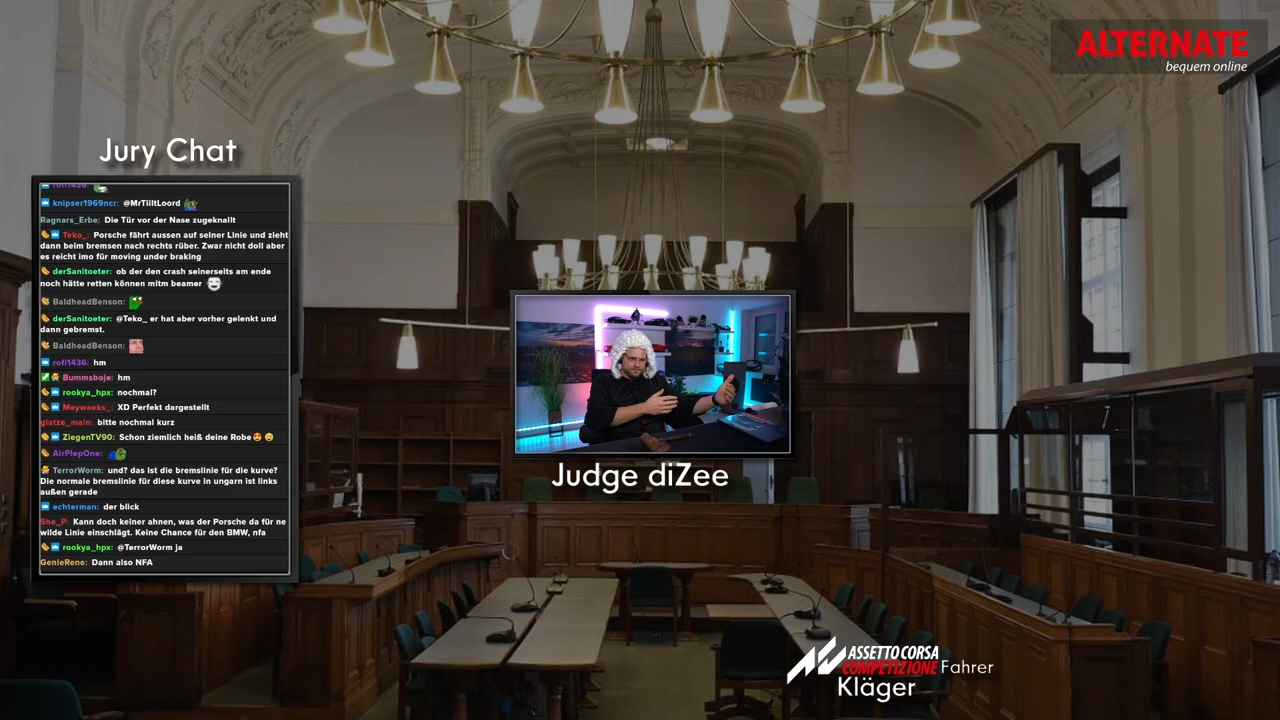 ALTERNATE
bequem online
Jury Chat
rofl1436:
knipser1969ncr: @MrTiiltLoord
Ragnars_Erbe: Die Tür vor der Nase zugeknallt
Teko_: Porsche fährt aussen auf seiner Linie und zieht
dann beim bremsen nach rechts rüber. Zwar nicht doll aber
es reicht imo für moving under braking
derSanitoeter: ob der den crash seinerseits am ende
noch hätte retten können mitm beamer
BaldheadBenson:
derSanitoeter: @Teko_ er hat aber vorher gelenkt und
dann gebremst.
BaldheadBenson:
rofl1436: hm
Bummsboje: hm
rookya_hpx: nochmal?
Meywaeks_: XD Perfekt dargestellt
glatze_main: bitte nochmal kurz
ZiegenTV90: Schon ziemlich heiß deine Robe😍 😅
AirPlepOne:
TerrorWorm: und? das ist die bremslinie für die kurve?
Die normale bremslinie für diese kurve in ungarn ist links
außen gerade
echterman: der blick
She_P: Kann doch keiner ahnen, was der Porsche da für ne
wilde Linie einschlägt. Keine Chance für den BMW, nfa
rookya_hpx: @TerrorWorm ja
GenieRene: Dann also NFA
Judge diZee
ASSETTO CORSA
COMPETIZIONE Fahrer
Kläger